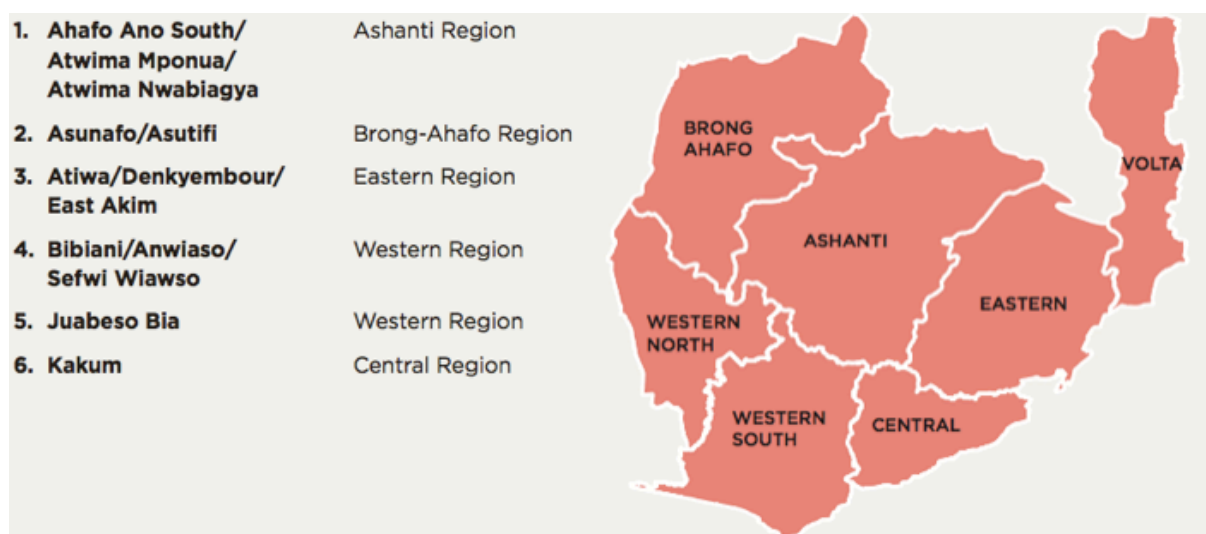 1. Ahafo Ano South/ Ashanti Region
Atwima Mponua/
Atwima Nwabiagya
2. Asunafo/Asutifi Brong-Ahafo Region
3. Atiwa/Denkyembour/ Eastern Region
East Akim
4. Bibiani/Anwiaso/ Western Region
Sefwi Wiawso
5. Juabeso Bia Western Region
6. Kakum Central Region
BRONG
AHAFO
VOLTA
ASHANTI
EASTERN
WESTERN
NORTH
WESTERN
SOUTH
CENTRAL